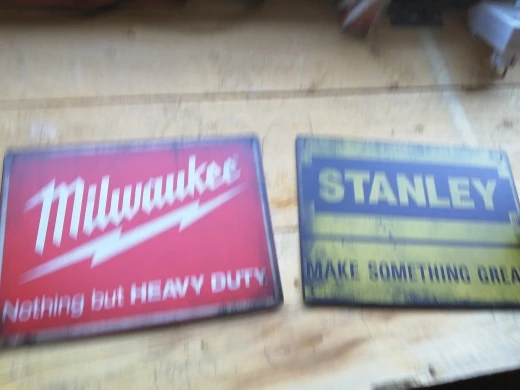 Milwaukee
Nothing but HEAVY DUTY
STANLEY
MAKE SOMETHING GREA